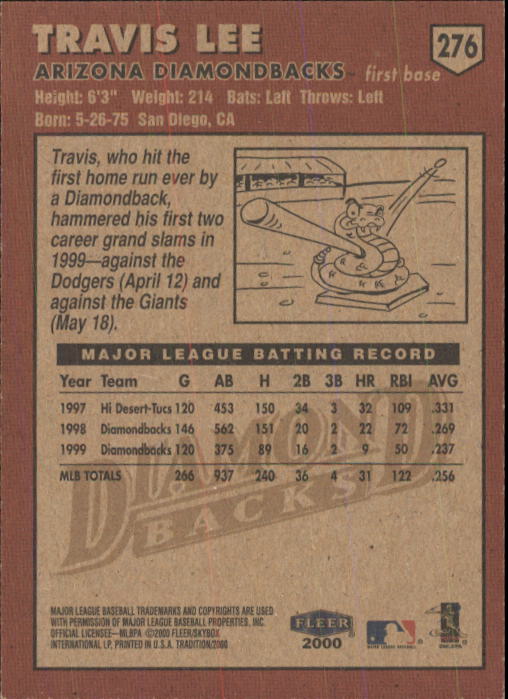 TRAVIS LEE
276
ARIZONA DIAMONDBACKS™ first base
Height: 6'3" Weight: 214 Bats: Left Throws: Left
Born: 5-26-75 San Diego, CA
Travis, who hit the
first home run ever by
a Diamondback,
hammered his first two
career grand slams in
1999—against the
Dodgers (April 12) and
against the Giants
(May 18).
MAJOR LEAGUE BATTING RECORD
Year Team G AB H 2B 3B HR RBI AVG
1997 Hi Desert-Tucs 120 453 150 34 3 32 109 .331
1998 Diamondbacks 146 562 151 20 2 22 72 .269
1999 Diamondbacks 120 375 89 16 2 9 50 .237
MLB TOTALS 266 937 240 36 4 31 122 .256
DIAMOND
BACKS
MAJOR LEAGUE BASEBALL TRADEMARKS AND COPYRIGHTS ARE USED
WITH PERMISSION OF MAJOR LEAGUE BASEBALL PROPERTIES, INC.
OFFICIAL LICENSEE—MLBPA ©2000 FLEER/SKYBOX
INTERNATIONAL LP, PRINTED IN U.S.A. TRADITION/2000
FLEER
2000